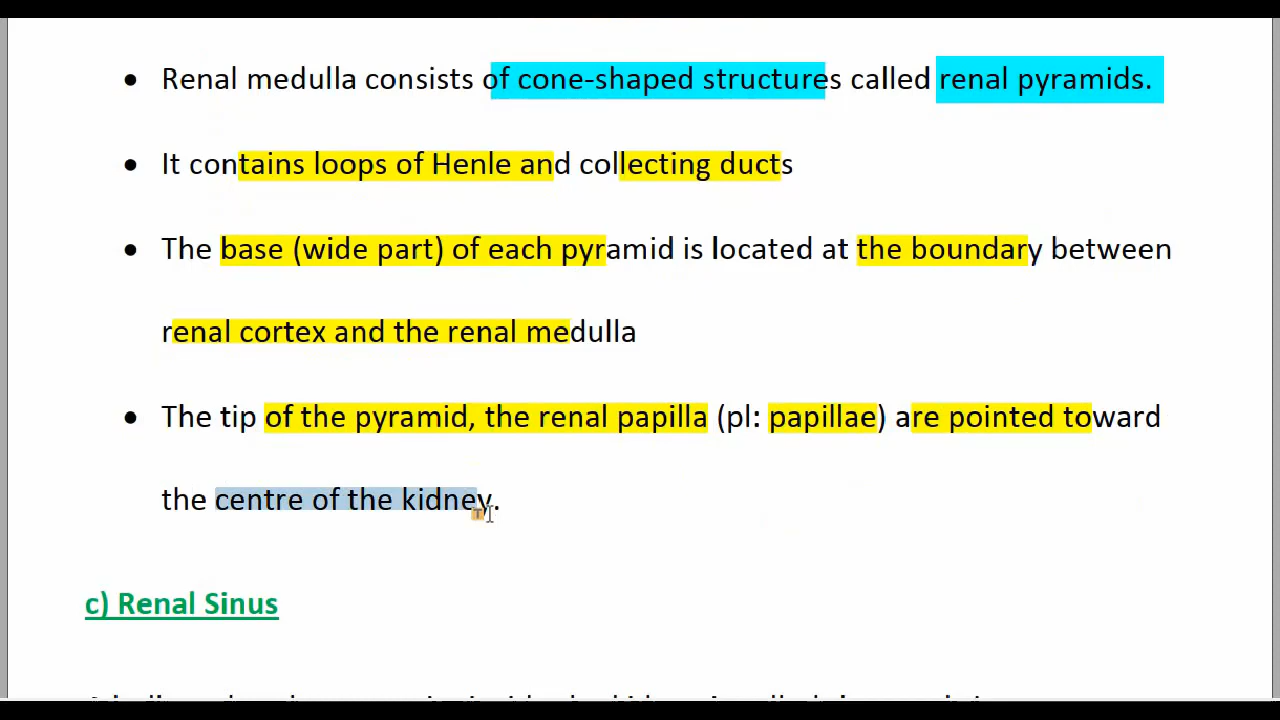 • Renal medulla consists of cone-shaped structures called renal pyramids.
• It contains loops of Henle and collecting ducts
• The base (wide part) of each pyramid is located at the boundary between
renal cortex and the renal medulla
• The tip of the pyramid, the renal papilla (pl: papillae) are pointed toward
the centre of the kidney.
c) Renal Sinus